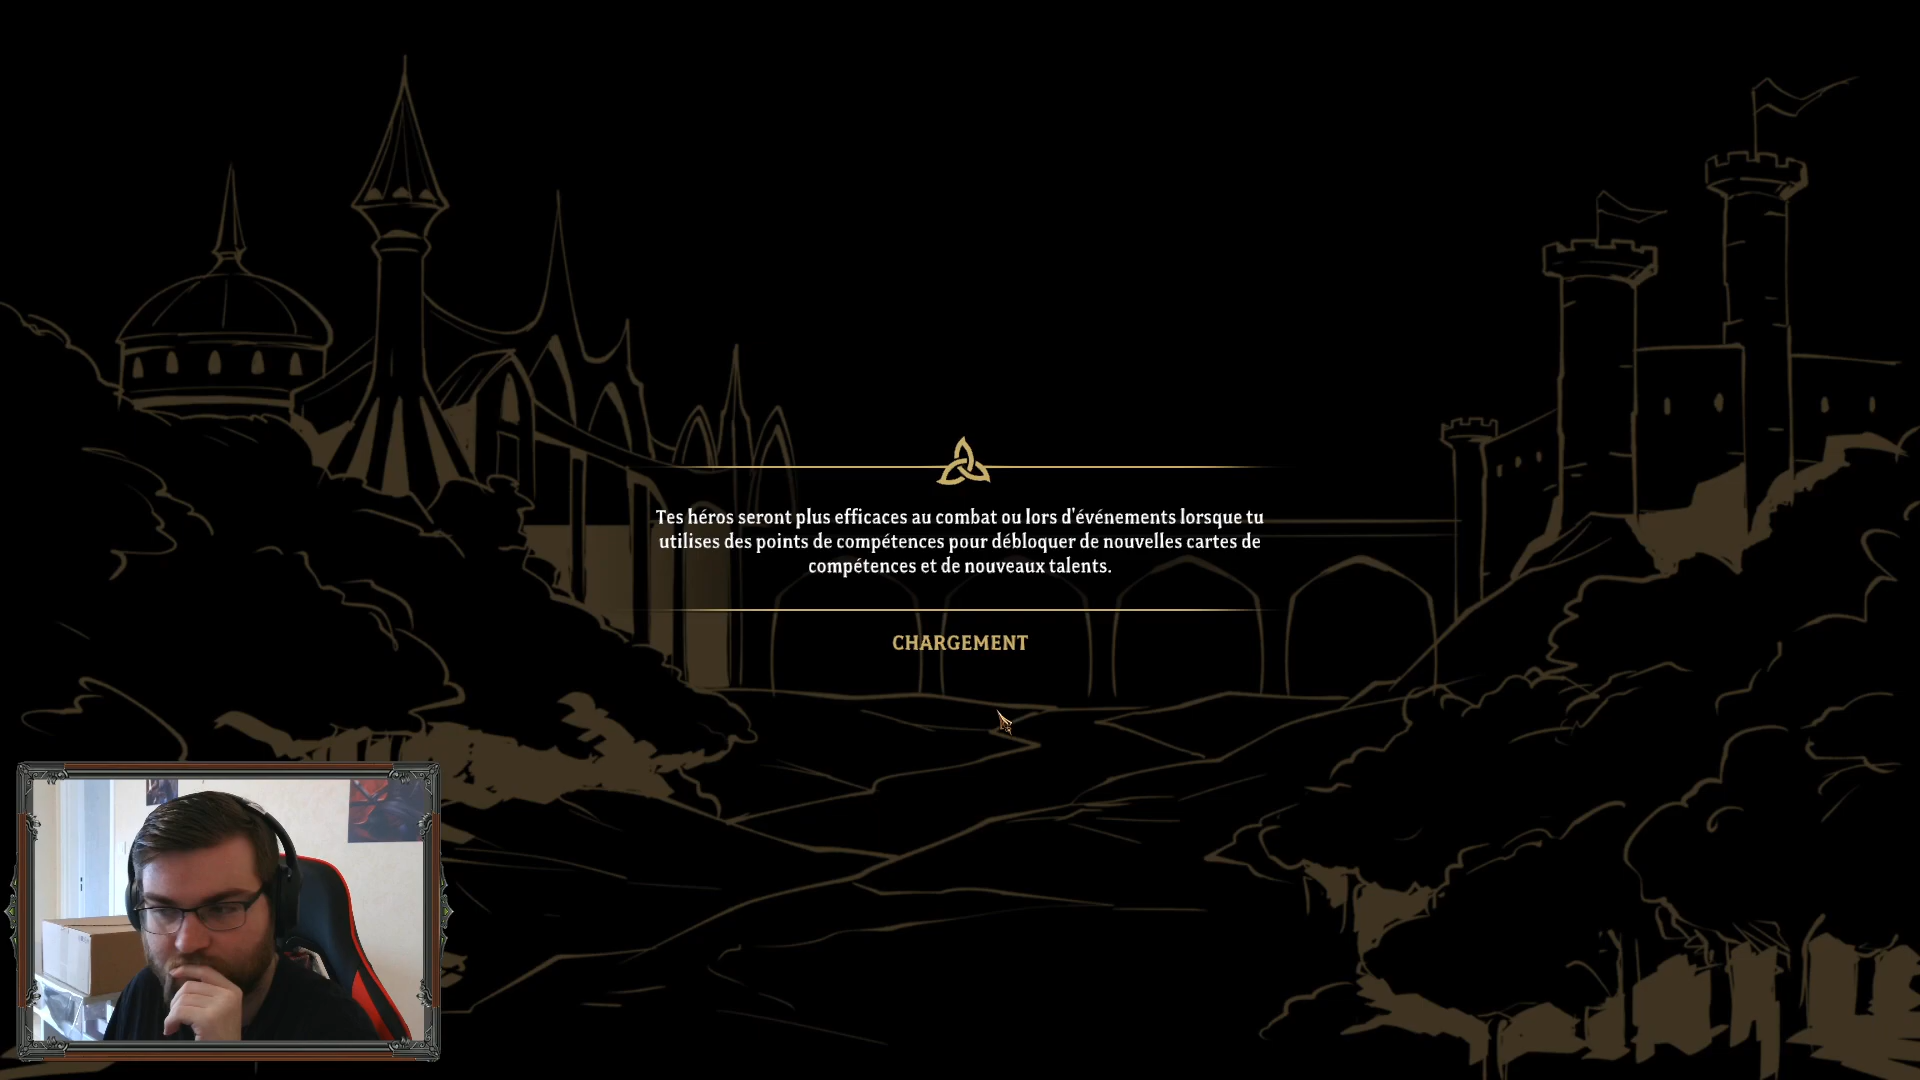 Tes héros seront plus efficaces au combat ou lors d'événements lorsque tu
utilises des points de compétences pour débloquer de nouvelles cartes de
compétences et de nouveaux talents.
CHARGEMENT